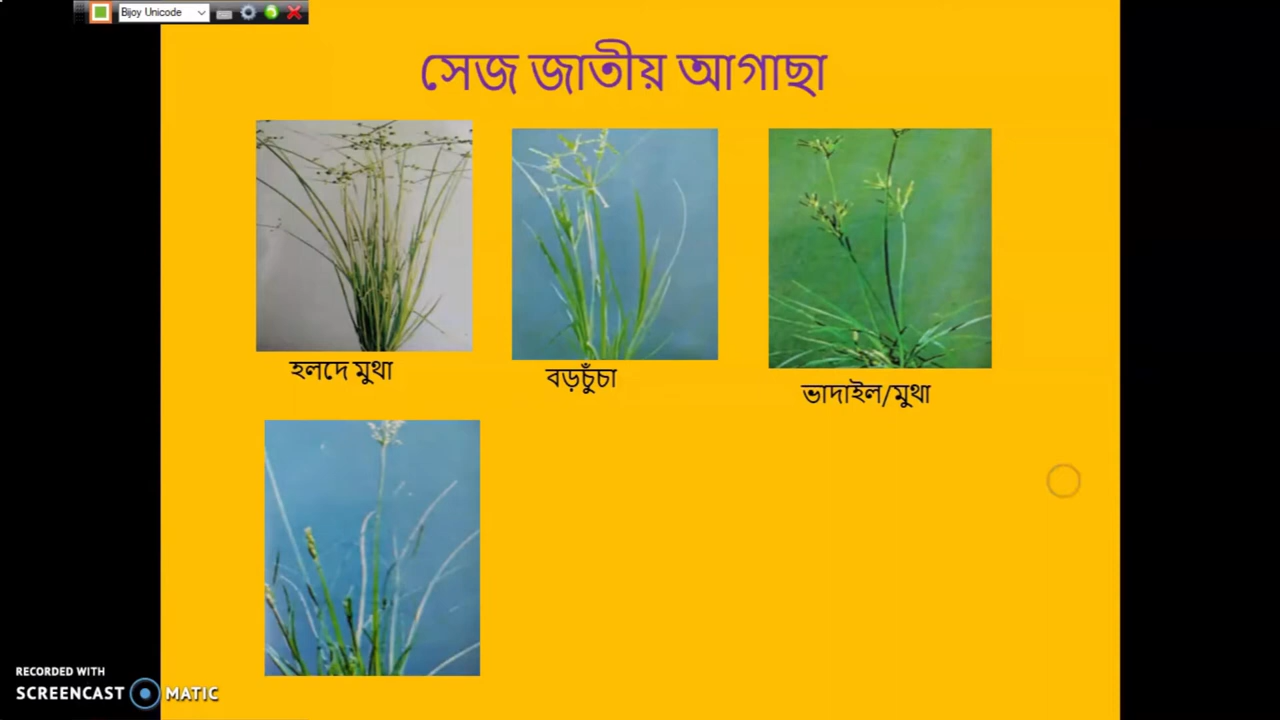 Bijoy Unicode
সেজ জাতীয় আগাছা
হলদে মুথা
বড়চুঁচা
ভাদাইল/মুথা
RECORDED WITH
SCREENCAST MATIC